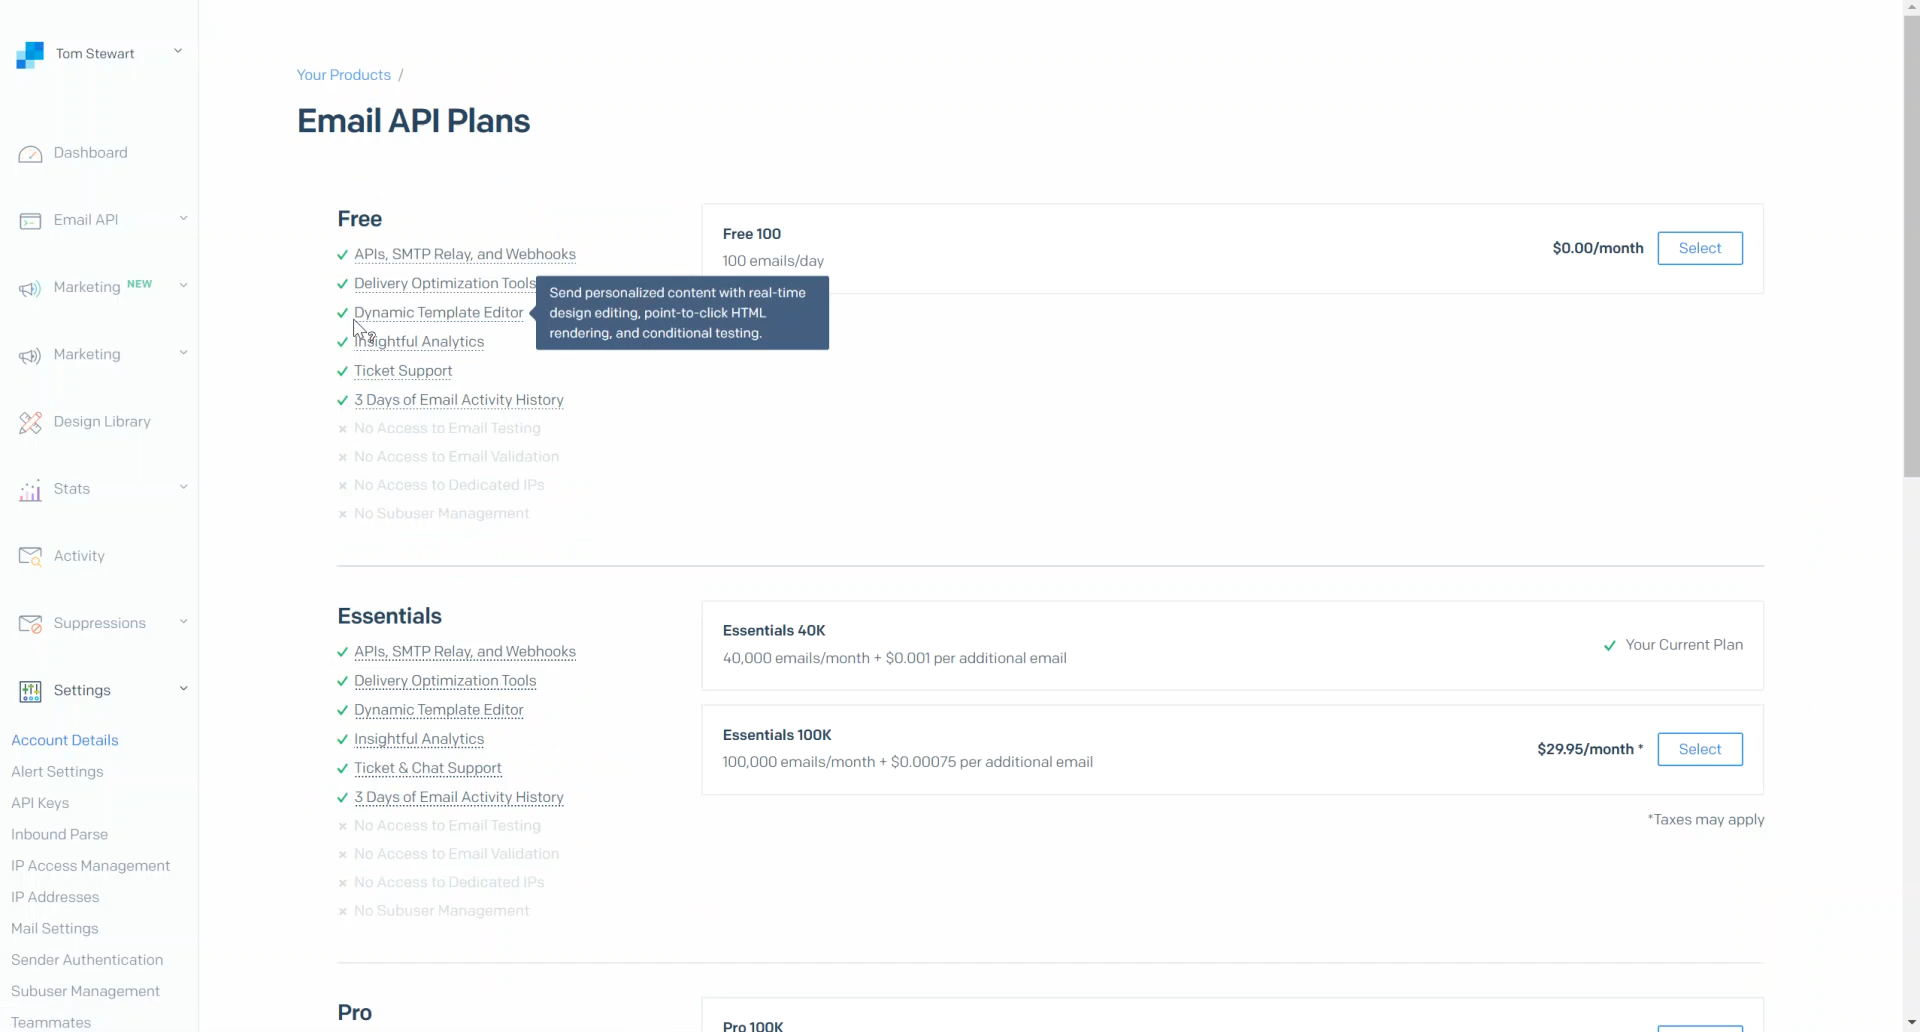 Tom Stewart
Dashboard
Email API
Marketing NEW
Marketing
Design Library
Stats
Activity
Suppressions
Settings
Account Details
Alert Settings
API Keys
Inbound Parse
IP Access Management
IP Addresses
Mail Settings
Sender Authentication
Subuser Management
Teammates
Your Products /
Email API Plans
Free
APIs, SMTP Relay, and Webhooks
Delivery Optimization Tools
Dynamic Template Editor
Insightful Analytics
Ticket Support
3 Days of Email Activity History
No Access to Email Testing
No Access to Email Validation
No Access to Dedicated IPs
No Subuser Management
Send personalized content with real-time
design editing, point-to-click HTML
rendering, and conditional testing.
Free 100
100 emails/day
$0.00/month
Select
Essentials
APIs, SMTP Relay, and Webhooks
Delivery Optimization Tools
Dynamic Template Editor
Insightful Analytics
Ticket & Chat Support
3 Days of Email Activity History
No Access to Email Testing
No Access to Email Validation
No Access to Dedicated IPs
No Subuser Management
Essentials 40K
40,000 emails/month + $0.001 per additional email
Your Current Plan
Essentials 100K
100,000 emails/month + $0.00075 per additional email
$29.95/month *
Select
*Taxes may apply
Pro
Pro 100K